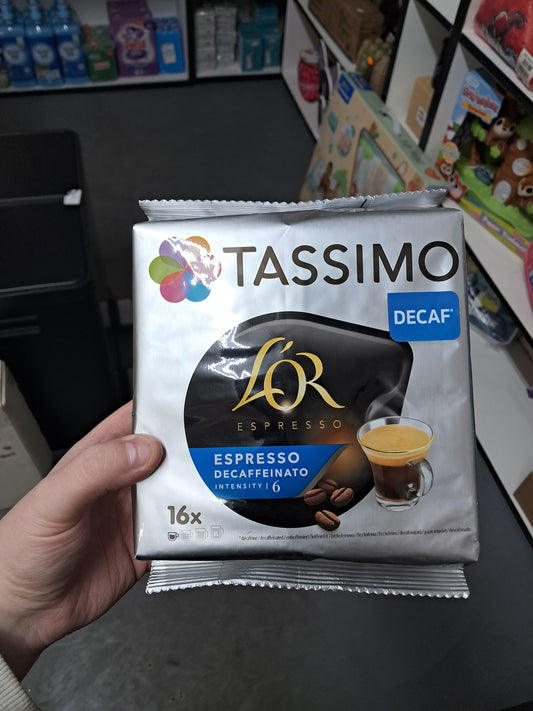 TASSIMO
DECAF*
L'OR
ESPRESSO
ESPRESSO
DECAFFEINATO
INTENSITY | 6
16x